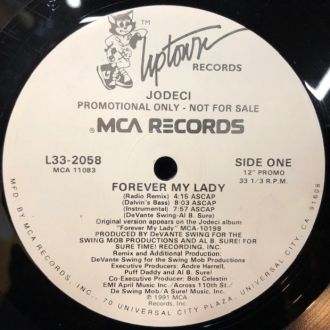 TM
Uptown
RECORDS
JODECI
PROMOTIONAL ONLY - NOT FOR SALE
® MCA RECORDS
L33-2058
MCA 11083
SIDE ONE
12" PROMO
33 1/3 R.P.M.
FOREVER MY LADY
(Radio Remix) 4:15 ASCAP
(Dalvin's Bass) 8:03 ASCAP
(Instrumental) 7:57 ASCAP
(DeVante Swing-Al B. Sure!)
Original version appears on the Jodeci album
"Forever My Lady" MCA-10198
PRODUCED By DeVANTE SWING FOR THE
SWING MOB PRODUCTIONS AND AL B. SURE! FOR
SURE TIME! RECORDING, INC.
Remix and Additional Production:
DeVante Swing for the Swing Mob Productions
Executive Producers: Andre Harrell,
Puff Daddy and Al B. Sure!
Co-Executive Producer: Bob Celestin
EMI April Music Inc./Across 110th St./
De Swing Mob/Al B. Sure! Music Inc.
℗ © 1991 MCA
Records, Inc.
MFD. BY MCA RECORDS, INC., 70 UNIVERSAL CITY PLAZA, UNIVERSAL CITY, CA. 91608